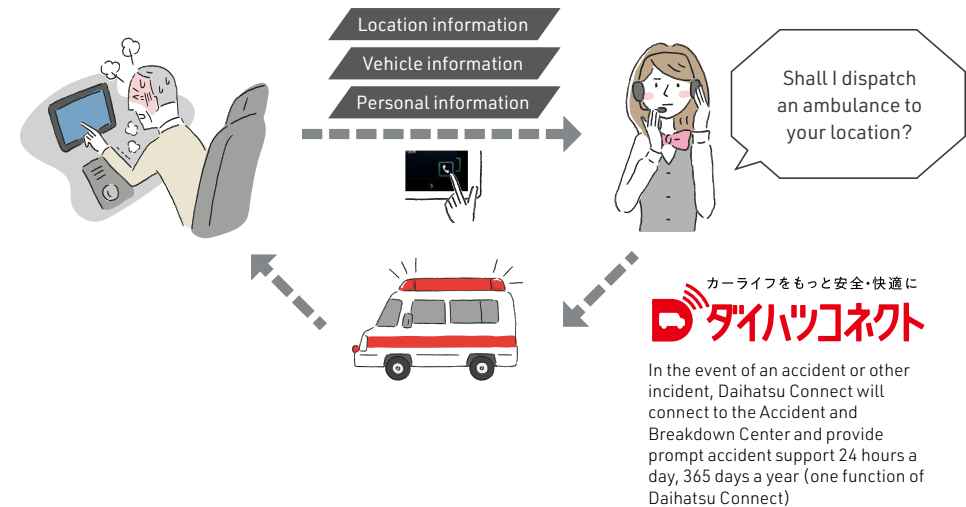 Location information
Vehicle information
Personal information
Shall I dispatch
an ambulance to
your location?
カーライフをもっと安全・快適に
ダイハツコネクト
In the event of an accident or other
incident, Daihatsu Connect will
connect to the Accident and
Breakdown Center and provide
prompt accident support 24 hours a
day, 365 days a year (one function of
Daihatsu Connect)